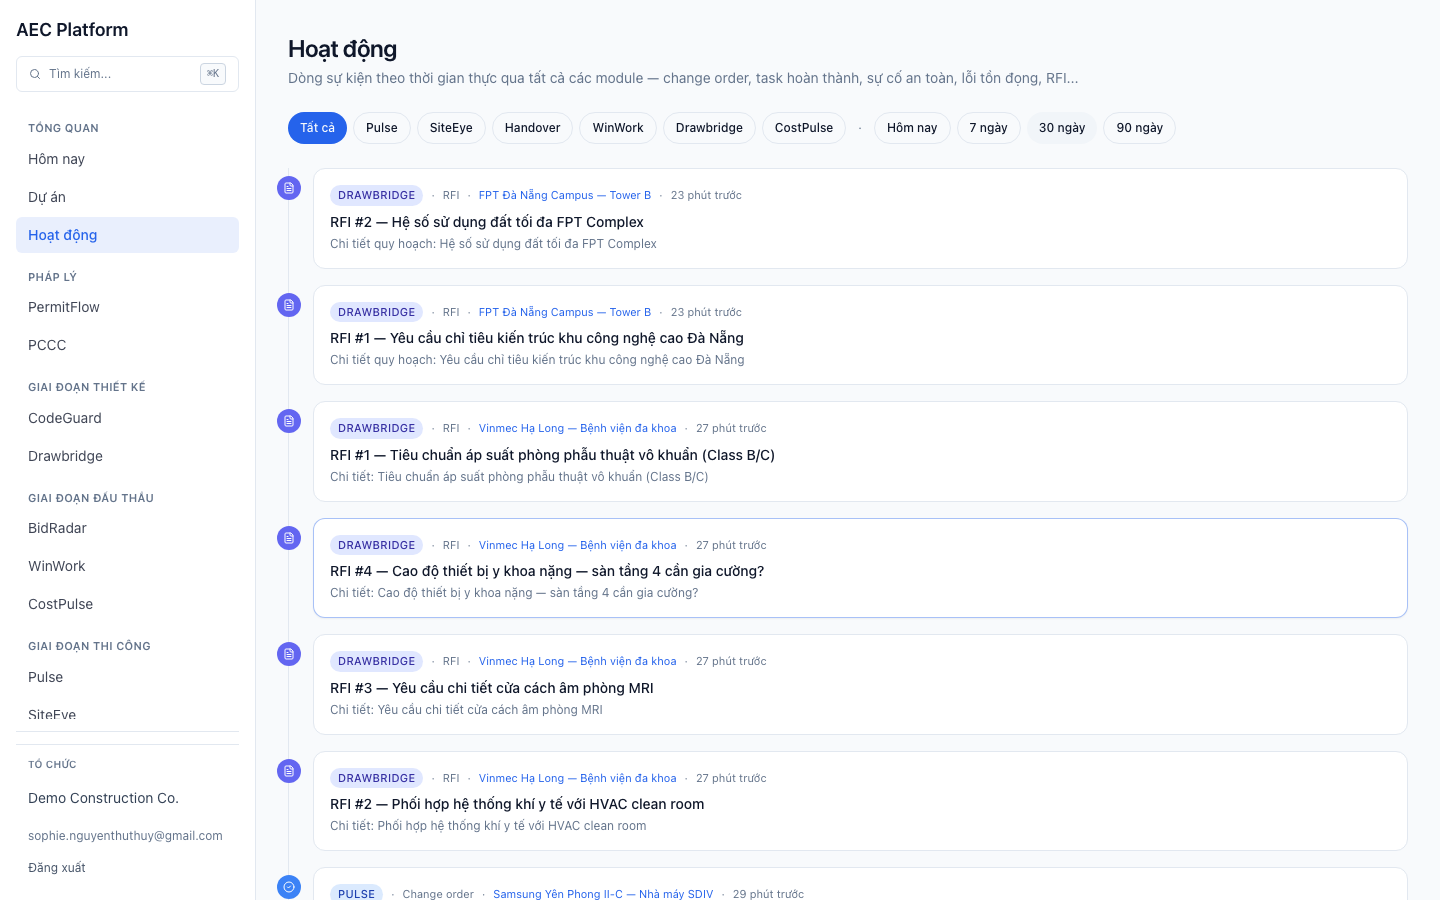 AEC Platform
Tìm kiếm...
⌘K
TỔNG QUAN
Hôm nay
Dự án
Hoạt động
PHÁP LÝ
PermitFlow
PCCC
GIAI ĐOẠN THIẾT KẾ
CodeGuard
Drawbridge
GIAI ĐOẠN ĐẤU THẦU
BidRadar
WinWork
CostPulse
GIAI ĐOẠN THI CÔNG
Pulse
SiteEye
TỔ CHỨC
Demo Construction Co.
sophie.nguyenthuthuy@gmail.com
Đăng xuất
Hoạt động
Dòng sự kiện theo thời gian thực qua tất cả các module — change order, task hoàn thành, sự cố an toàn, lỗi tồn đọng, RFI...
Tất cả Pulse SiteEye Handover WinWork Drawbridge CostPulse · Hôm nay 7 ngày 30 ngày 90 ngày
DRAWBRIDGE · RFI · FPT Đà Nẵng Campus — Tower B · 23 phút trước
RFI #2 — Hệ số sử dụng đất tối đa FPT Complex
Chi tiết quy hoạch: Hệ số sử dụng đất tối đa FPT Complex
DRAWBRIDGE · RFI · FPT Đà Nẵng Campus — Tower B · 23 phút trước
RFI #1 — Yêu cầu chỉ tiêu kiến trúc khu công nghệ cao Đà Nẵng
Chi tiết quy hoạch: Yêu cầu chỉ tiêu kiến trúc khu công nghệ cao Đà Nẵng
DRAWBRIDGE · RFI · Vinmec Hạ Long — Bệnh viện đa khoa · 27 phút trước
RFI #1 — Tiêu chuẩn áp suất phòng phẫu thuật vô khuẩn (Class B/C)
Chi tiết: Tiêu chuẩn áp suất phòng phẫu thuật vô khuẩn (Class B/C)
DRAWBRIDGE · RFI · Vinmec Hạ Long — Bệnh viện đa khoa · 27 phút trước
RFI #4 — Cao độ thiết bị y khoa nặng — sàn tầng 4 cần gia cường?
Chi tiết: Cao độ thiết bị y khoa nặng — sàn tầng 4 cần gia cường?
DRAWBRIDGE · RFI · Vinmec Hạ Long — Bệnh viện đa khoa · 27 phút trước
RFI #3 — Yêu cầu chi tiết cửa cách âm phòng MRI
Chi tiết: Yêu cầu chi tiết cửa cách âm phòng MRI
DRAWBRIDGE · RFI · Vinmec Hạ Long — Bệnh viện đa khoa · 27 phút trước
RFI #2 — Phối hợp hệ thống khí y tế với HVAC clean room
Chi tiết: Phối hợp hệ thống khí y tế với HVAC clean room
PULSE · Change order · Samsung Yên Phong II-C — Nhà máy SDIV · 29 phút trước